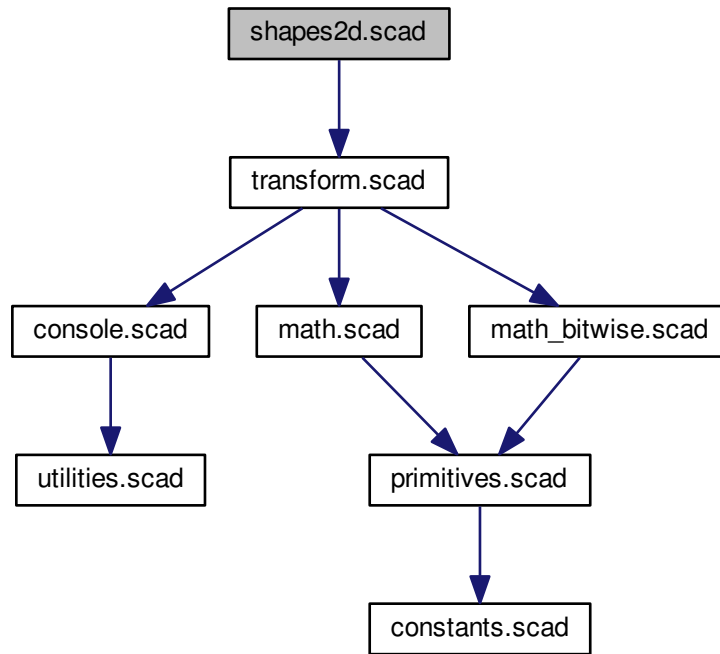 shapes2d.scad
transform.scad
console.scad
math.scad
math_bitwise.scad
utilities.scad
primitives.scad
constants.scad